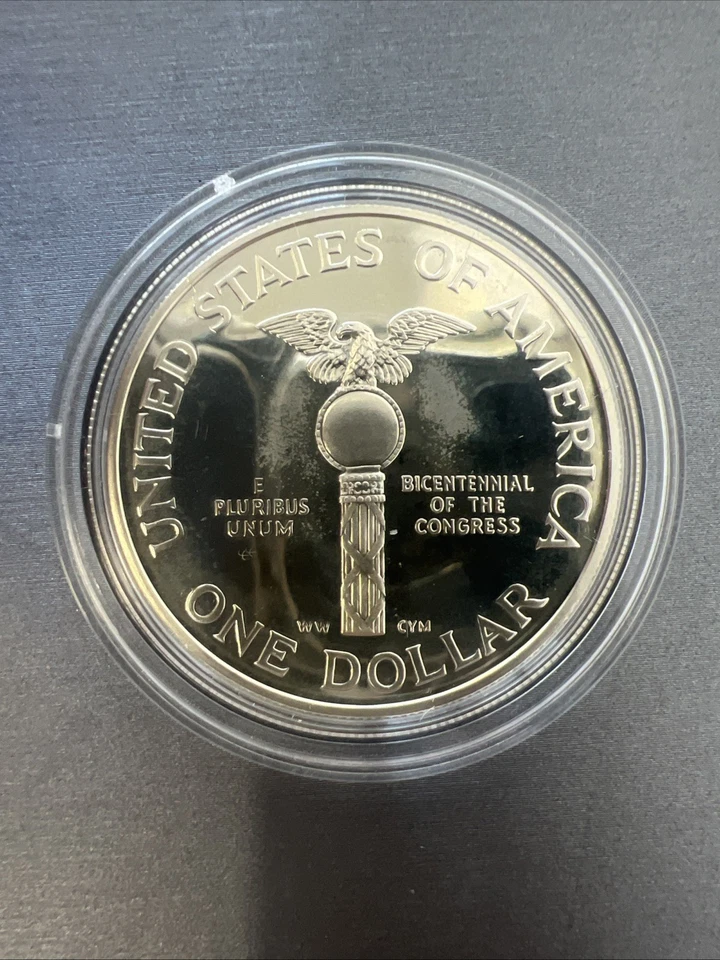 UNITED STATES OF AMERICA
E
PLURIBUS
UNUM
BICENTENNIAL
OF THE
CONGRESS
WW
CYM
ONE DOLLAR